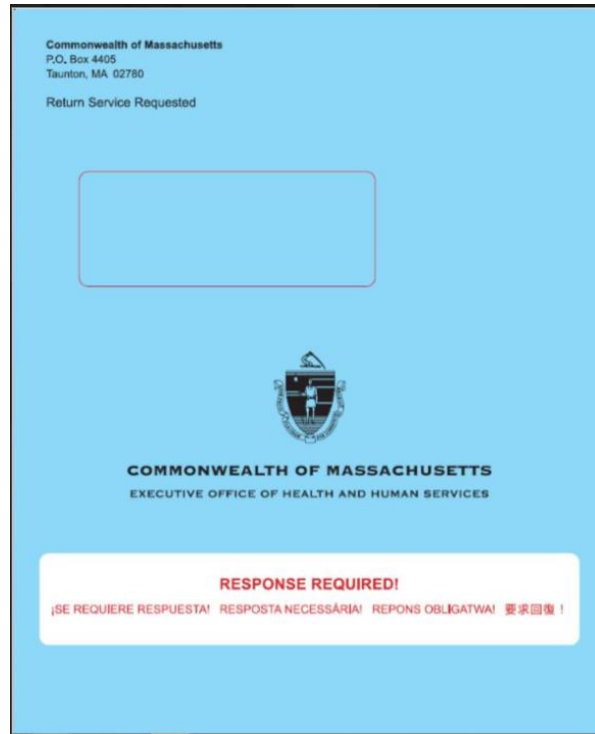 Commonwealth of Massachusetts
P.O. Box 4405
Taunton, MA 02780
Return Service Requested
COMMONWEALTH OF MASSACHUSETTS
EXECUTIVE OFFICE OF HEALTH AND HUMAN SERVICES
RESPONSE REQUIRED!
¡SE REQUIERE RESPUESTA! RESPOSTA NECESSÁRIA! REPONS OBLIGATWA! 要求回復！